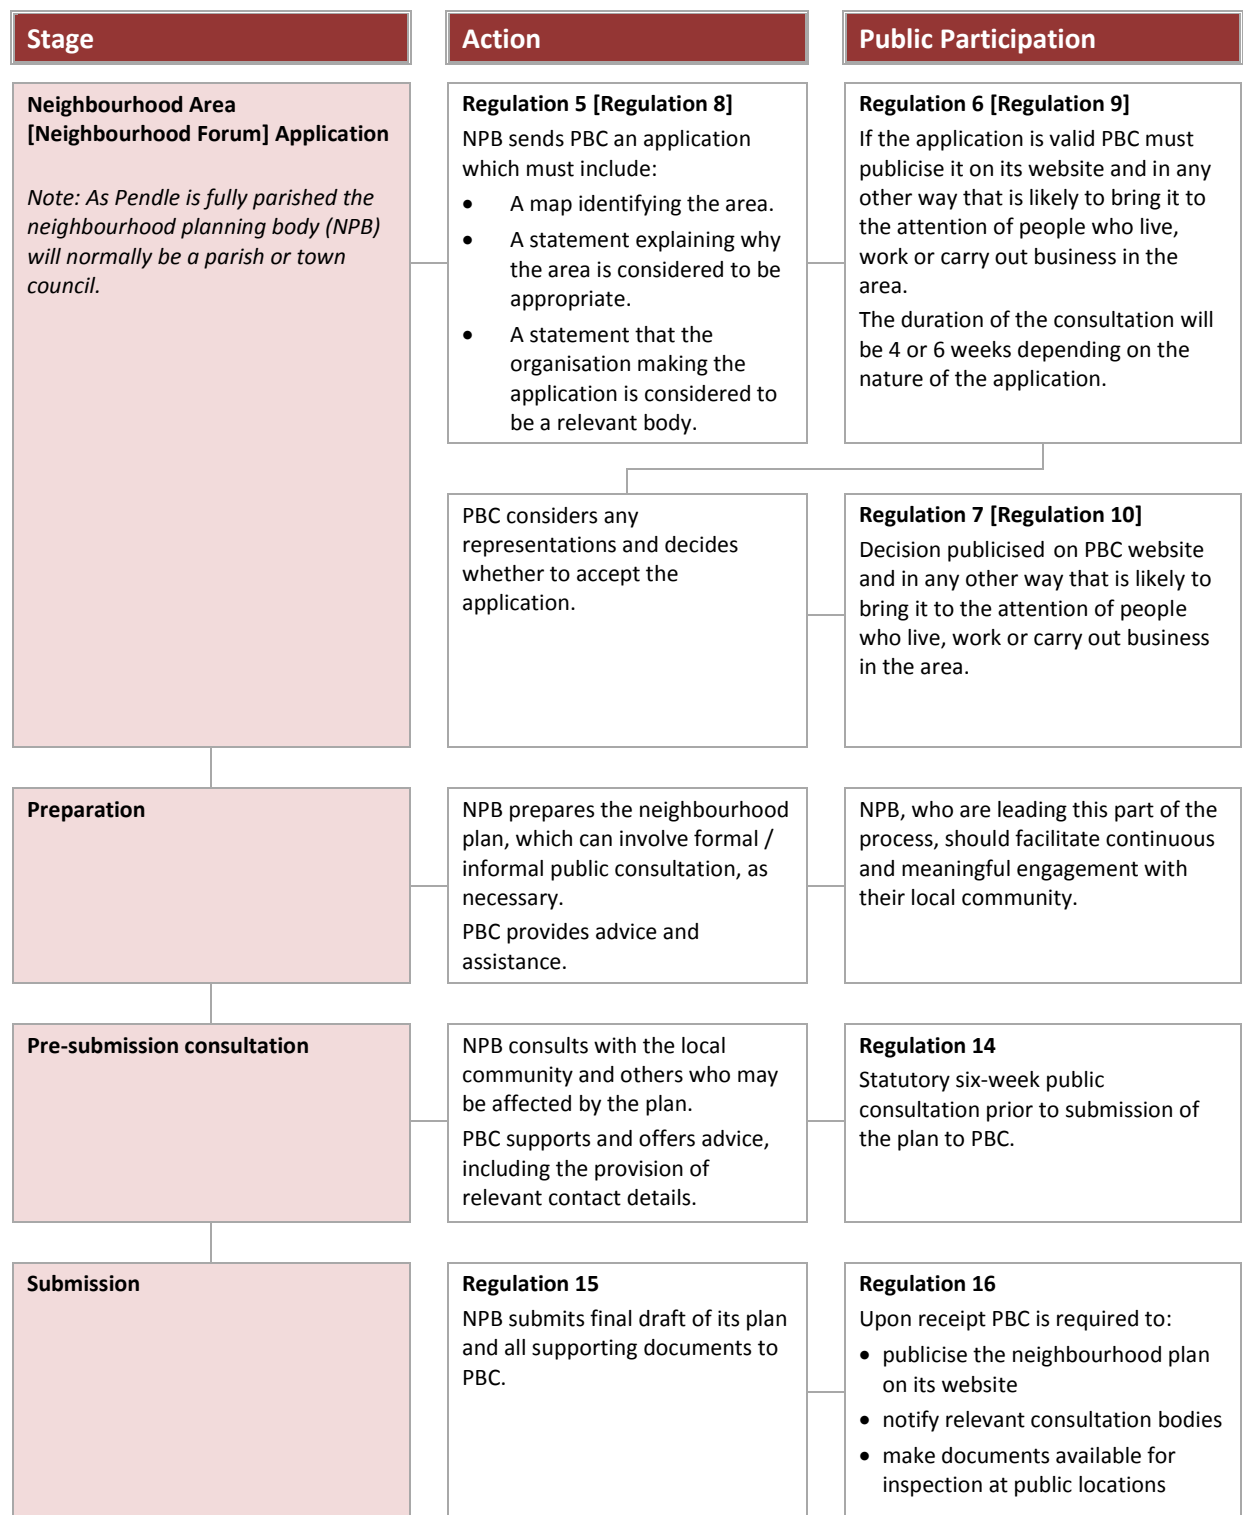 Stage
Action
Public Participation
Neighbourhood Area
[Neighbourhood Forum] Application
Note: As Pendle is fully parished the
neighbourhood planning body (NPB)
will normally be a parish or town
council.
Regulation 5 [Regulation 8]
NPB sends PBC an application
which must include:
• A map identifying the area.
• A statement explaining why
the area is considered to be
appropriate.
• A statement that the
organisation making the
application is considered to
be a relevant body.
Regulation 6 [Regulation 9]
If the application is valid PBC must
publicise it on its website and in any
other way that is likely to bring it to
the attention of people who live,
work or carry out business in the
area.
The duration of the consultation will
be 4 or 6 weeks depending on the
nature of the application.
PBC considers any
representations and decides
whether to accept the
application.
Regulation 7 [Regulation 10]
Decision publicised on PBC website
and in any other way that is likely to
bring it to the attention of people
who live, work or carry out business
in the area.
Preparation
NPB prepares the neighbourhood
plan, which can involve formal /
informal public consultation, as
necessary.
PBC provides advice and
assistance.
NPB, who are leading this part of the
process, should facilitate continuous
and meaningful engagement with
their local community.
Pre-submission consultation
NPB consults with the local
community and others who may
be affected by the plan.
PBC supports and offers advice,
including the provision of
relevant contact details.
Regulation 14
Statutory six-week public
consultation prior to submission of
the plan to PBC.
Submission
Regulation 15
NPB submits final draft of its plan
and all supporting documents to
PBC.
Regulation 16
Upon receipt PBC is required to:
• publicise the neighbourhood plan
on its website
• notify relevant consultation bodies
• make documents available for
inspection at public locations